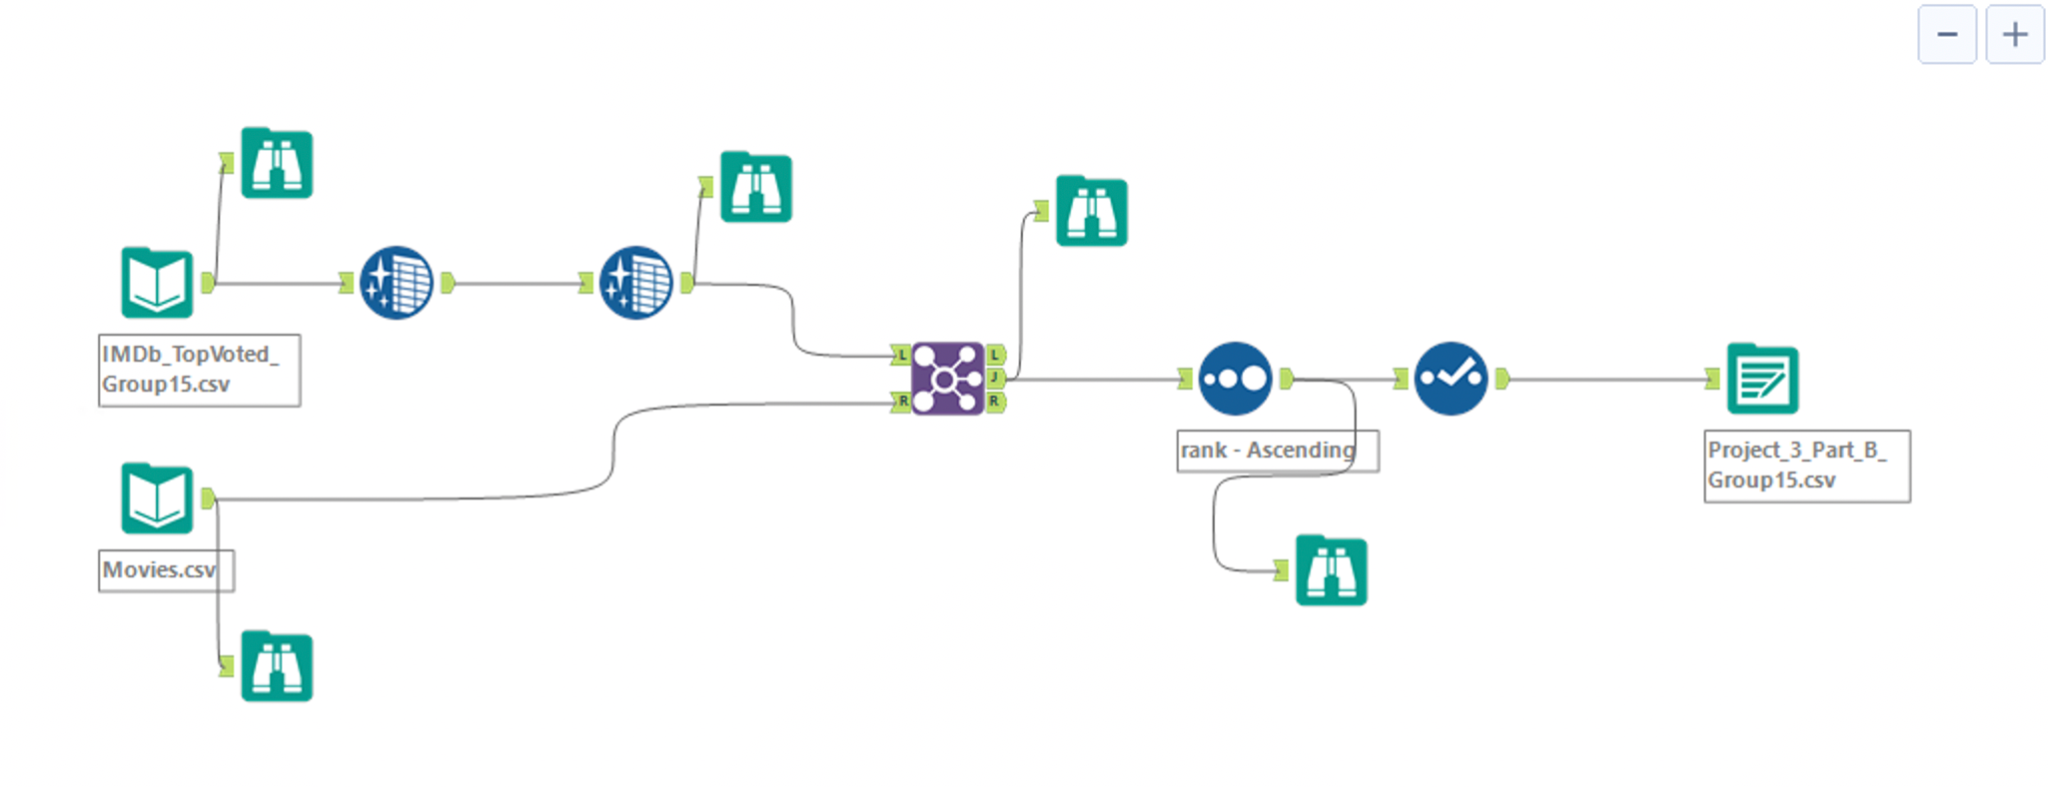 IMDb_TopVoted_
Group15.csv
L
J
R
L
R
rank - Ascending
Project_3_Part_B_
Group15.csv
Movies.csv